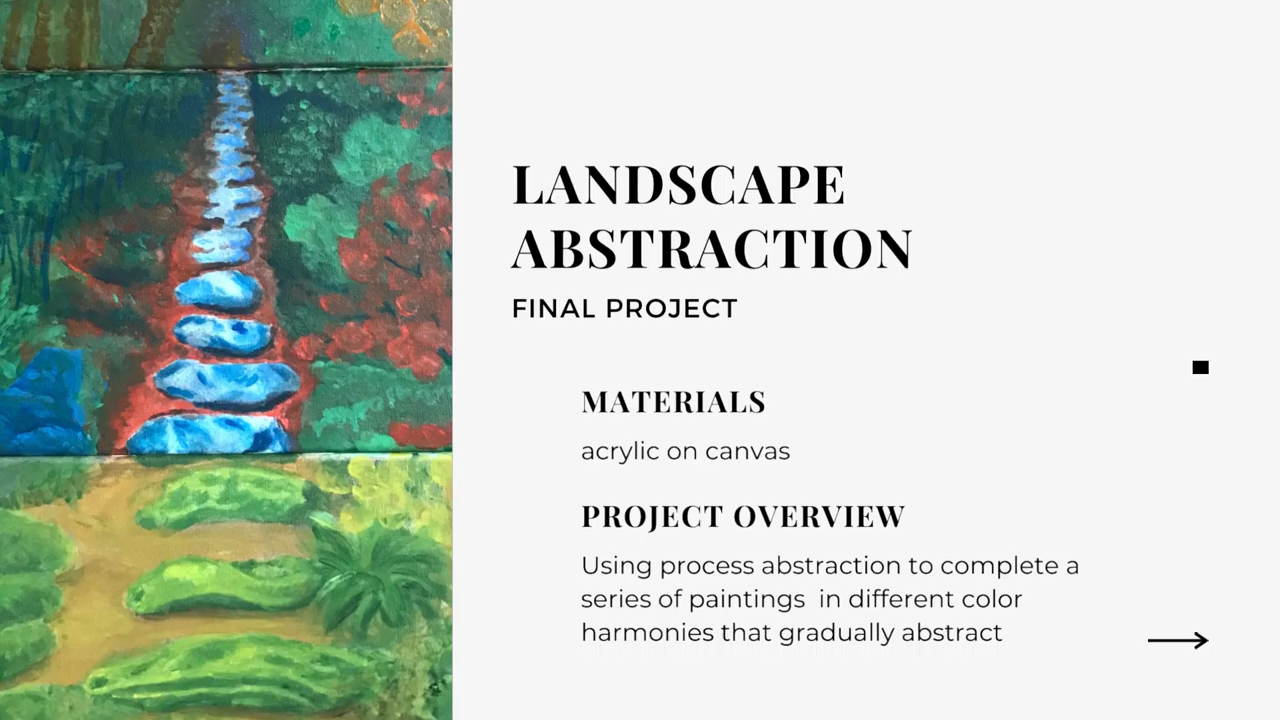 LANDSCAPE
ABSTRACTION
FINAL PROJECT
MATERIALS
acrylic on canvas
PROJECT OVERVIEW
Using process abstraction to complete a
series of paintings  in different color
harmonies that gradually abstract